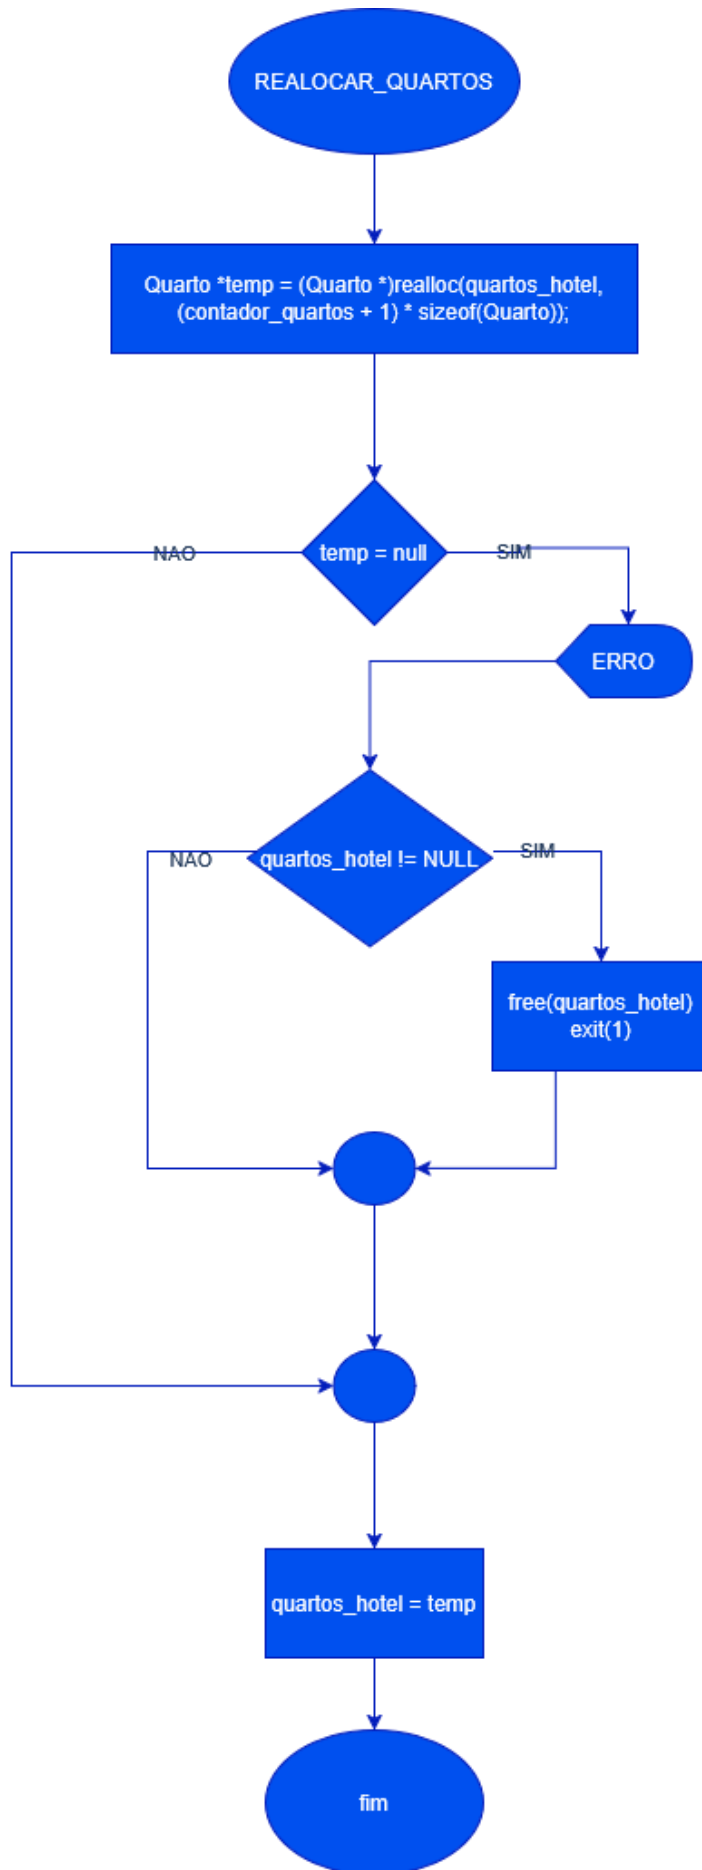 REALOCAR_QUARTOS
Quarto *temp = (Quarto *)realloc(quartos_hotel,
(contador_quartos + 1) * sizeof(Quarto));
NAO
temp = null
SIM
ERRO
NAO
quartos_hotel != NULL
SIM
free(quartos_hotel)
exit(1)
quartos_hotel = temp
fim